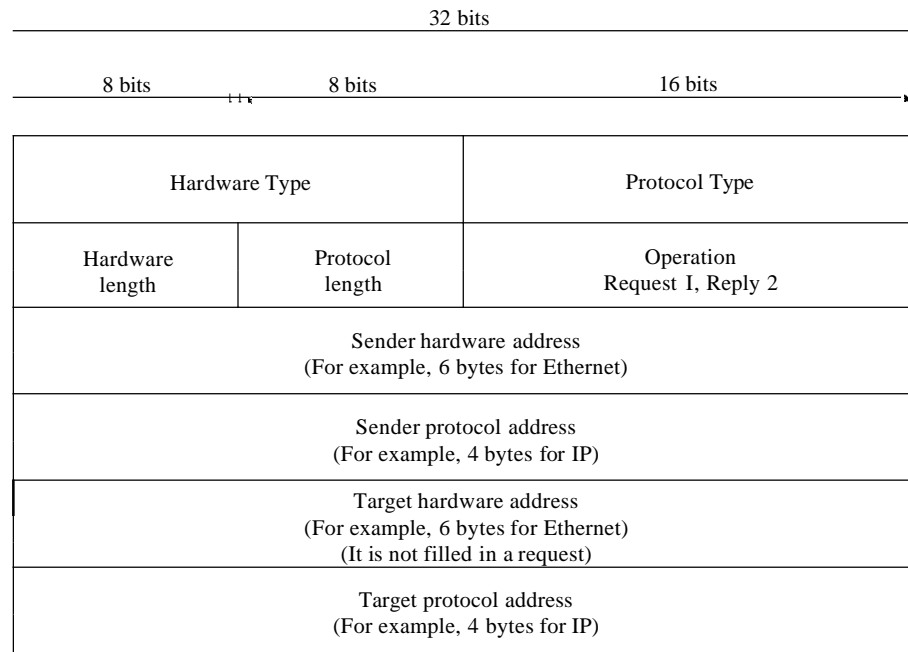 32 bits
8 bits 8 bits 16 bits
Hardware Type Protocol Type
Hardware length Protocol length Operation
Request I, Reply 2
Sender hardware address
(For example, 6 bytes for Ethernet)
Sender protocol address
(For example, 4 bytes for IP)
Target hardware address
(For example, 6 bytes for Ethernet)
(It is not filled in a request)
Target protocol address
(For example, 4 bytes for IP)